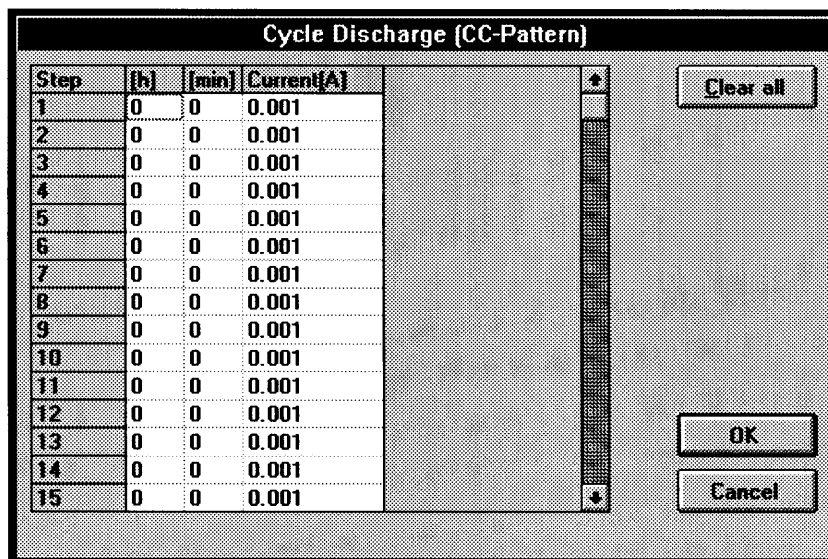 Cycle Discharge (CC-Pattern)
Step [h] [min] Current[A]
1 0 0 0.001
2 0 0 0.001
3 0 0 0.001
4 0 0 0.001
5 0 0 0.001
6 0 0 0.001
7 0 0 0.001
8 0 0 0.001
9 0 0 0.001
10 0 0 0.001
11 0 0 0.001
12 0 0 0.001
13 0 0 0.001
14 0 0 0.001
15 0 0 0.001
Clear all
OK
Cancel